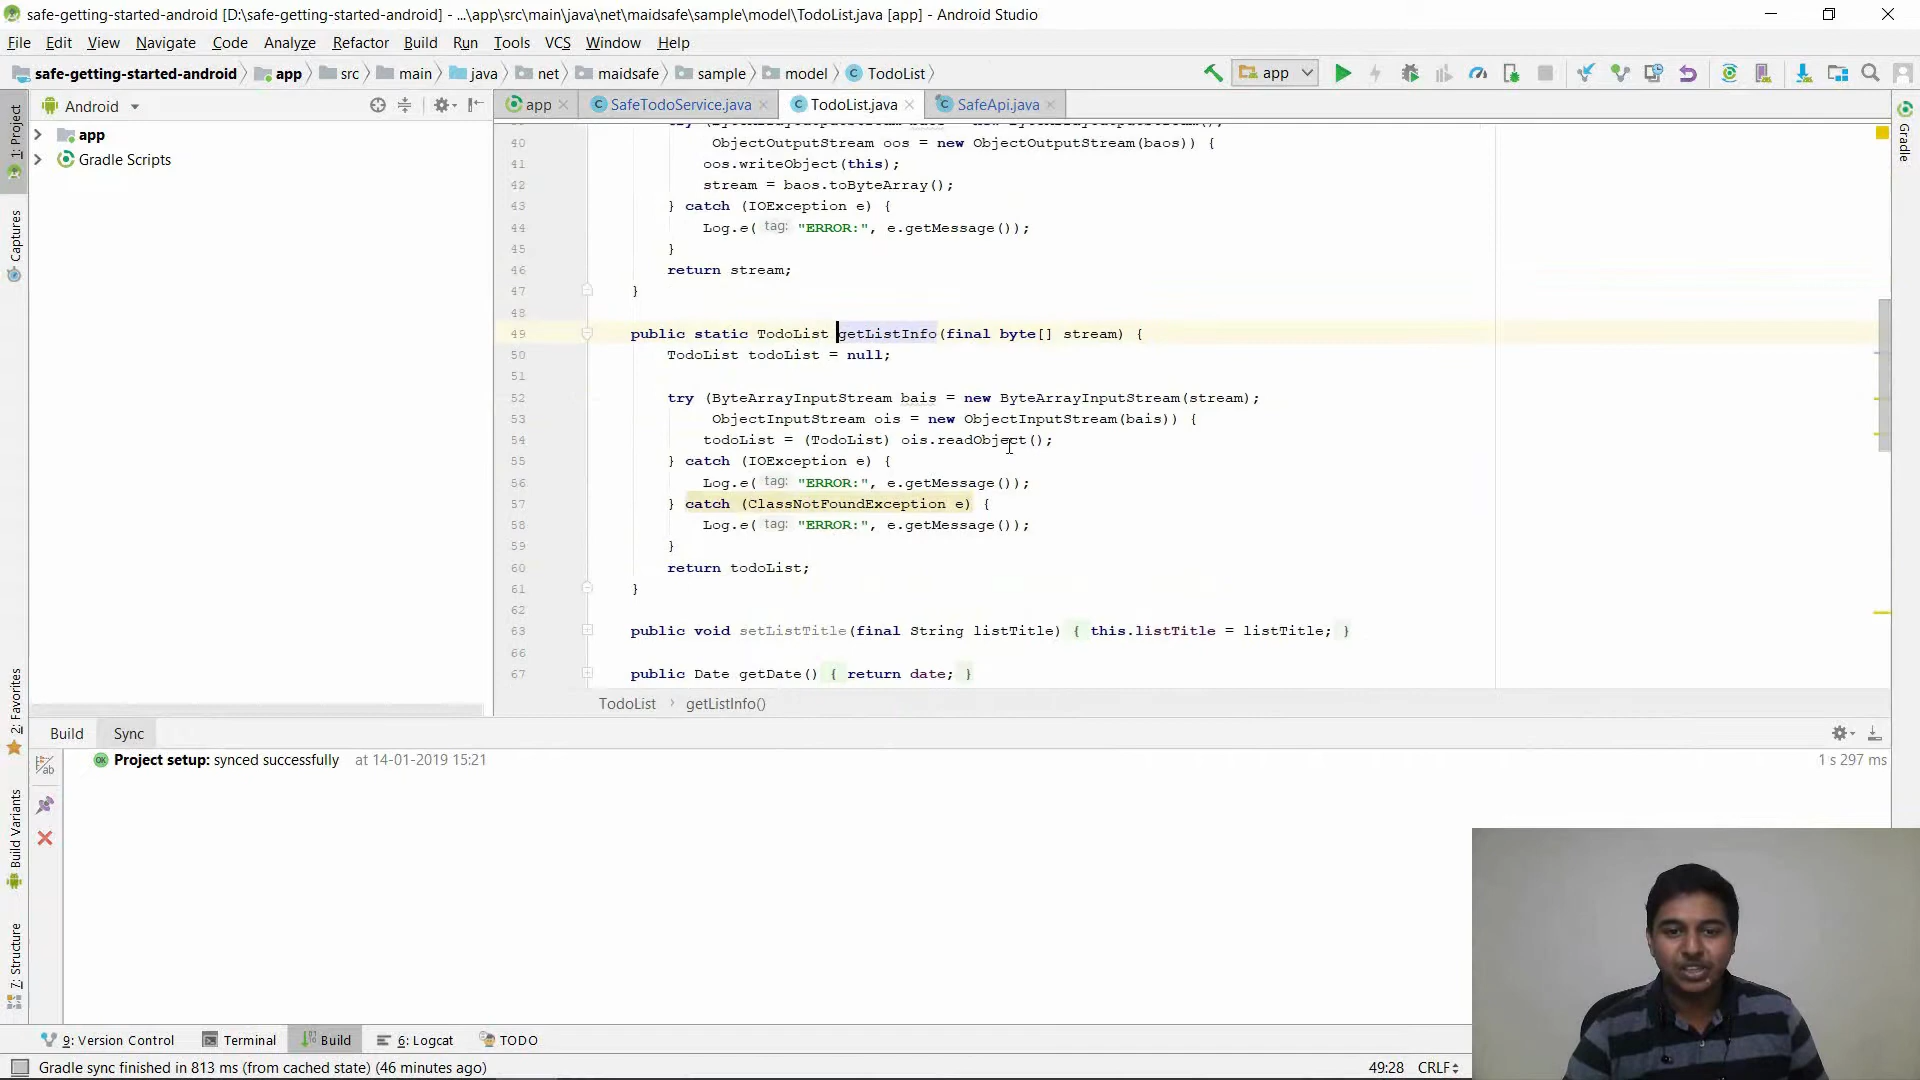 safe-getting-started-android [D:\safe-getting-started-android] - ...\app\src\main\java\net\maidsafe\sample\model\TodoList.java [app] - Android Studio
File Edit View Navigate Code Analyze Refactor Build Run Tools VCS Window Help
safe-getting-started-android app src main java net maidsafe sample model TodoList app
1: Project
Captures
2: Favorites
Build Variants
7: Structure
Gradle
Android
app
Gradle Scripts
app SafeTodoService.java TodoList.java SafeApi.java
40 ObjectOutputStream oos = new ObjectOutputStream(baos)) {
41 oos.writeObject(this);
42 stream = baos.toByteArray();
43 } catch (IOException e) {
44 Log.e( tag: "ERROR:", e.getMessage());
45 }
46 return stream;
47 }
48
49 public static TodoList getListInfo(final byte[] stream) {
50 TodoList todoList = null;
51
52 try (ByteArrayInputStream bais = new ByteArrayInputStream(stream);
53 ObjectInputStream ois = new ObjectInputStream(bais)) {
54 todoList = (TodoList) ois.readObject();
55 } catch (IOException e) {
56 Log.e( tag: "ERROR:", e.getMessage());
57 } catch (ClassNotFoundException e) {
58 Log.e( tag: "ERROR:", e.getMessage());
59 }
60 return todoList;
61 }
62
63 public void setListTitle(final String listTitle) { this.listTitle = listTitle; }
66
67 public Date getDate() { return date; }
TodoList getListInfo()
Build Sync
Project setup: synced successfully at 14-01-2019 15:21 1 s 297 ms
9: Version Control Terminal Build 6: Logcat TODO
Gradle sync finished in 813 ms (from cached state) (46 minutes ago) 49:28 CRLF